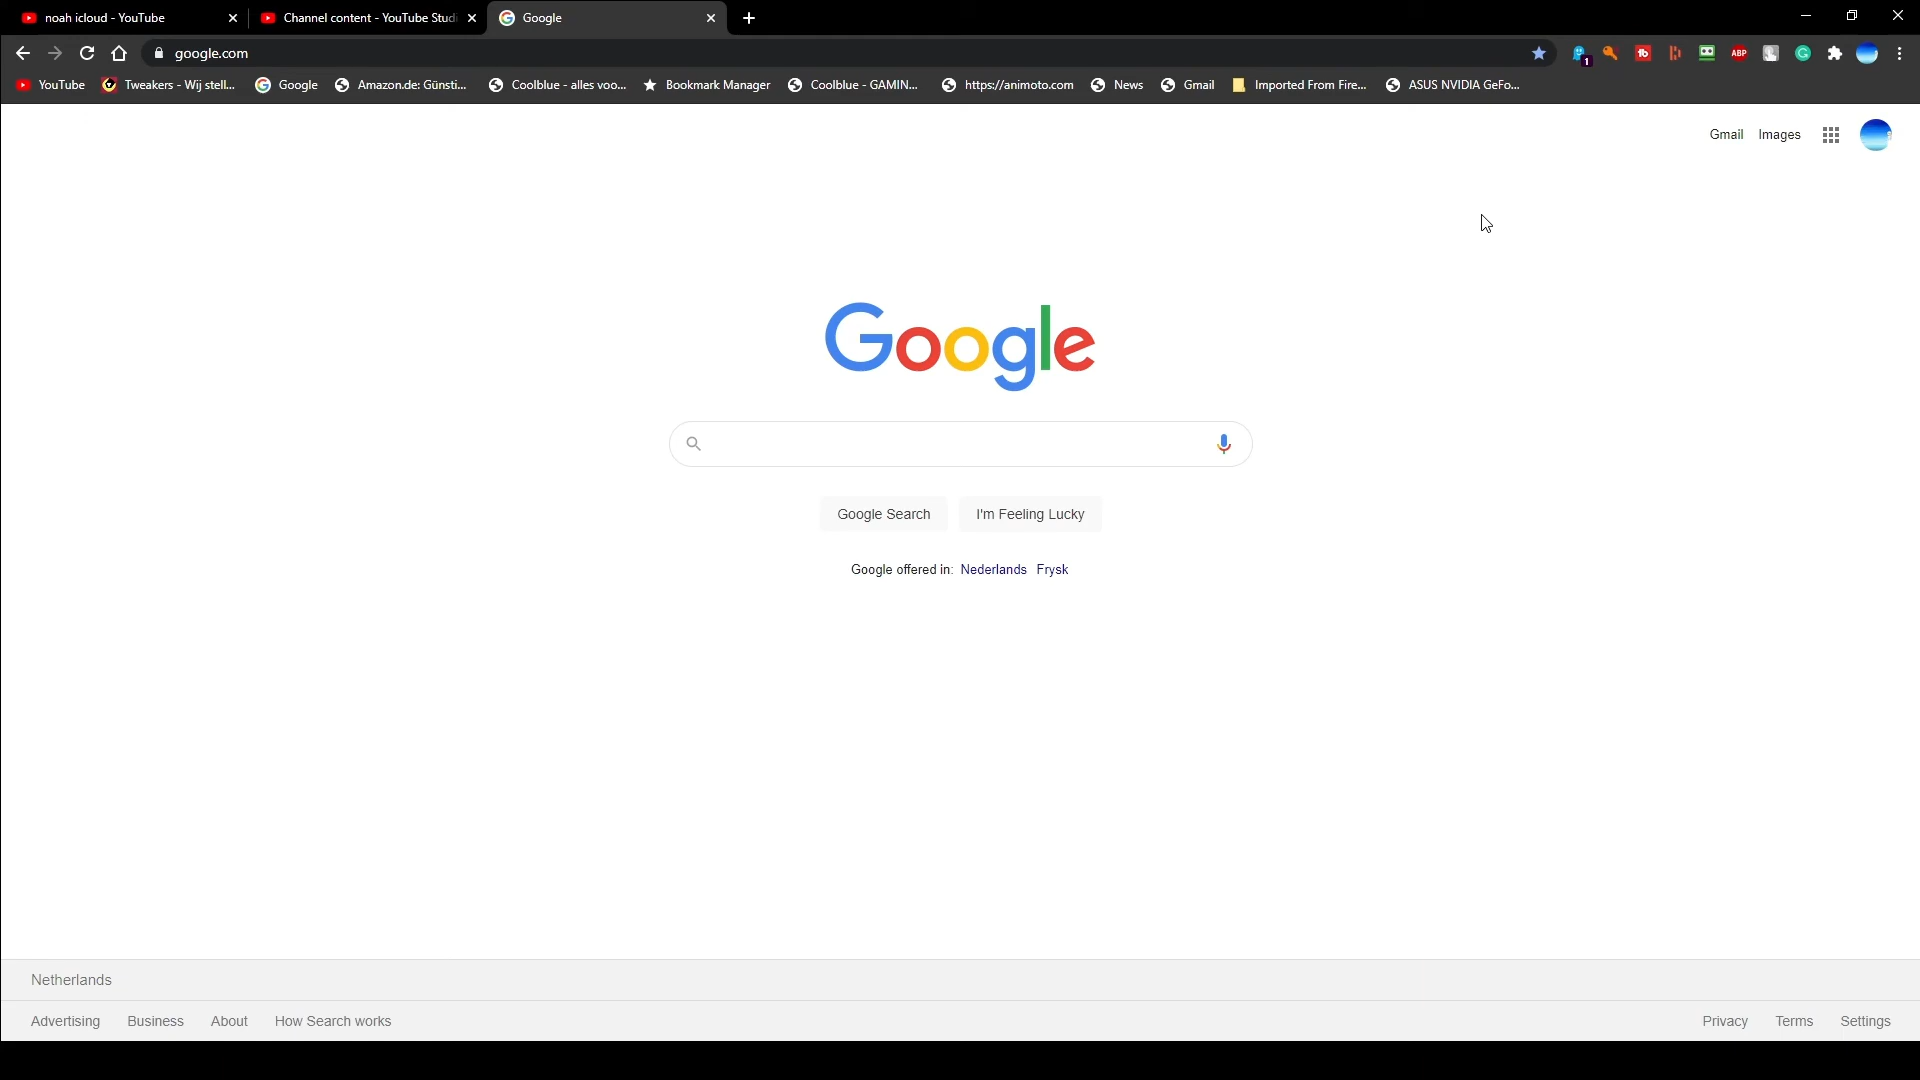 noah icloud - YouTube Channel content - YouTube Studi Google
google.com 1 ABP
YouTube Tweakers - Wij stell... Google Amazon.de: Günsti... Coolblue - alles voo... Bookmark Manager Coolblue - GAMIN... https://animoto.com News Gmail Imported From Fire... ASUS NVIDIA GeFo...
Gmail Images
Google
Google Search I'm Feeling Lucky
Google offered in: Nederlands Frysk
Netherlands
Advertising Business About How Search works Privacy Terms Settings